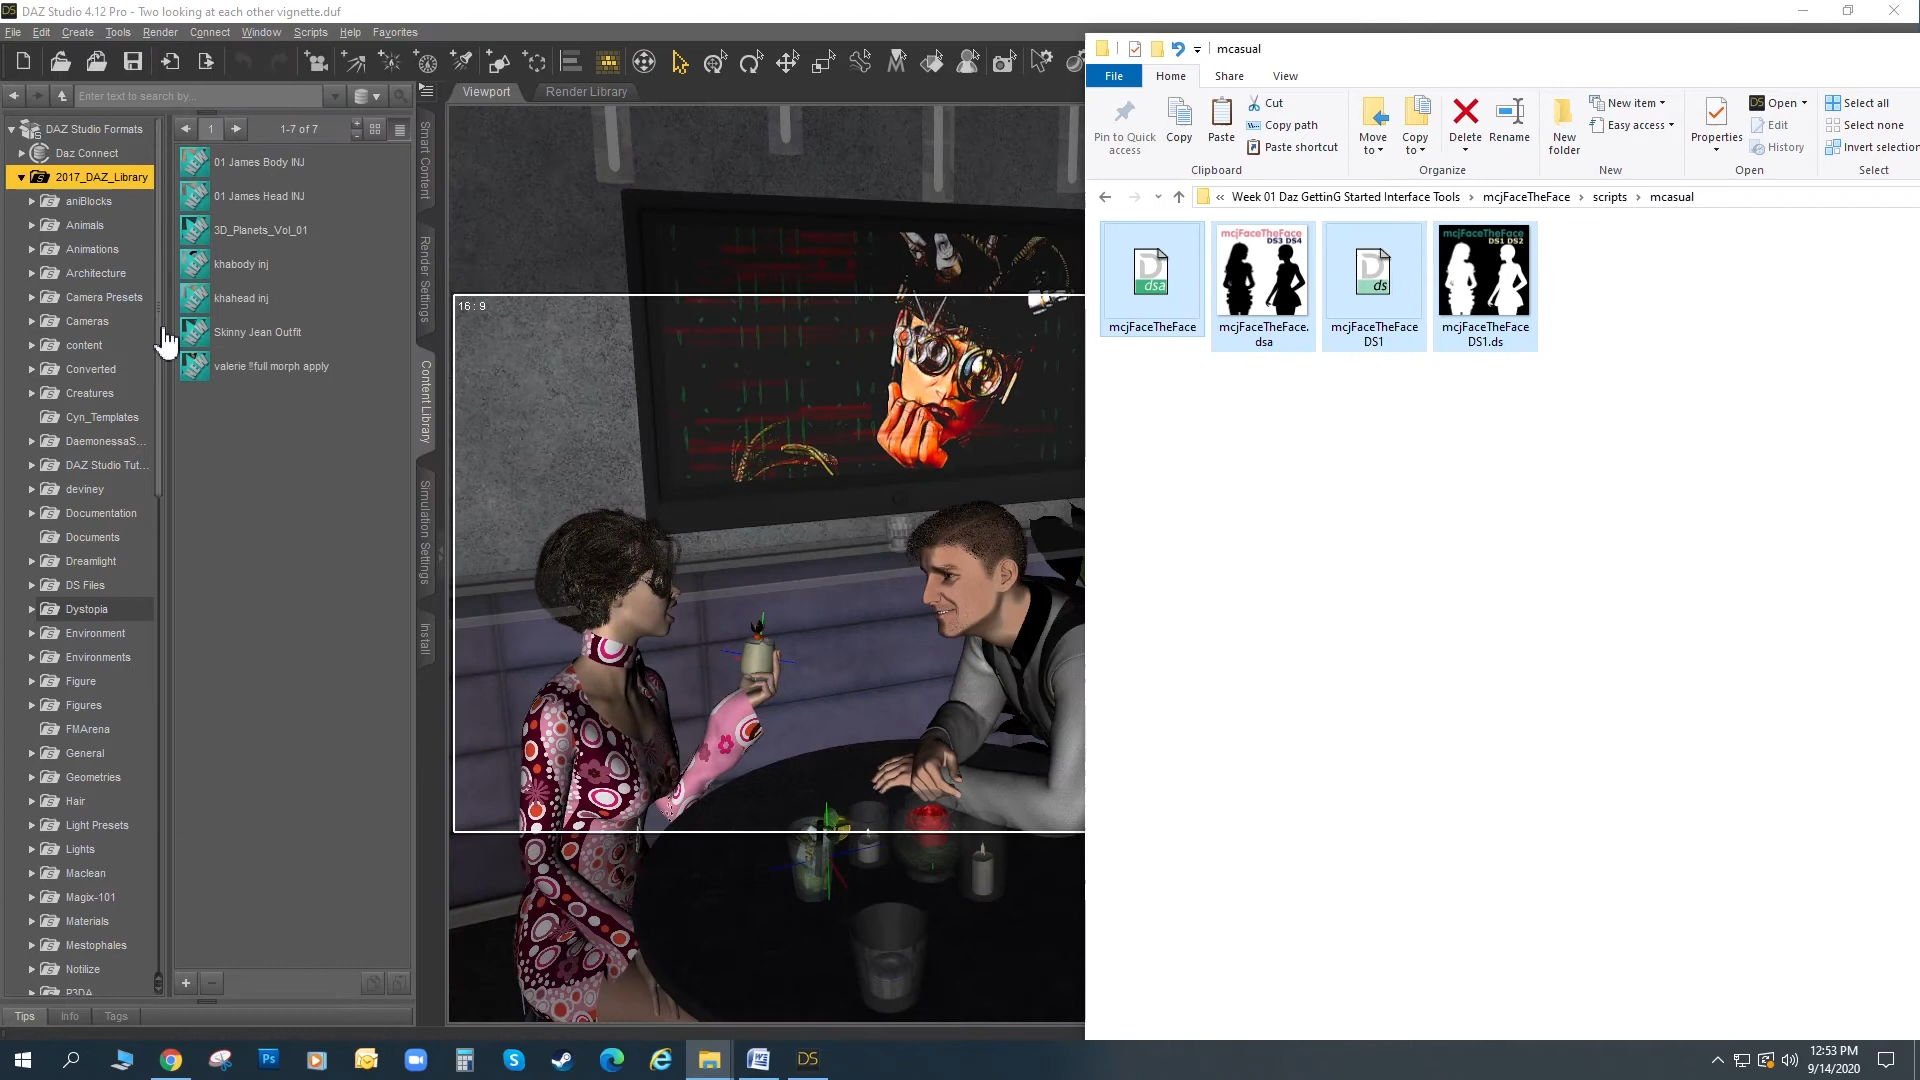 DAZ Studio 4.12 Pro - Two looking at each other vignette.duf
File Edit Create Tools Render Connect Window Scripts Help Favorites
Enter text to search by...
DAZ Studio Formats
Daz Connect
2017_DAZ_Library
aniBlocks
Animals
Animations
Architecture
Camera Presets
Cameras
content
Converted
Creatures
Cyn_Templates
DaemonessaS...
DAZ Studio Tut...
deviney
Documentation
Documents
Dreamlight
DS Files
Dystopia
Environment
Environments
Figure
Figures
FMArena
General
Geometries
Hair
Light Presets
Lights
Maclean
Magix-101
Materials
Mestophales
Notilize
P3DA
1 1-7 of 7
01 James Body INJ
01 James Head INJ
3D_Planets_Vol_01
khabody inj
khahead inj
Skinny Jean Outfit
valerie !!full morph apply
Tips Info Tags
Smart Content
Render Settings
Content Library
Simulation Settings
Install
Viewport Render Library
16 : 9
mcasual
File Home Share View
Pin to Quick access
Copy
Paste
Cut
Copy path
Paste shortcut
Clipboard
Move to
Copy to
Delete
Rename
Organize
New folder
New item
Easy access
New
Properties
Open
Edit
History
Open
Select all
Select none
Invert selection
Select
« Week 01 Daz GettinG Started Interface Tools › mcjFaceTheFace › scripts › mcasual
dsa
mcjFaceTheFace
mcjFaceTheFace
DS3 DS4
mcjFaceTheFace.
dsa
ds
mcjFaceTheFace
DS1
mcjFaceTheFace
DS1 DS2
mcjFaceTheFace
DS1.ds
12:53 PM
9/14/2020